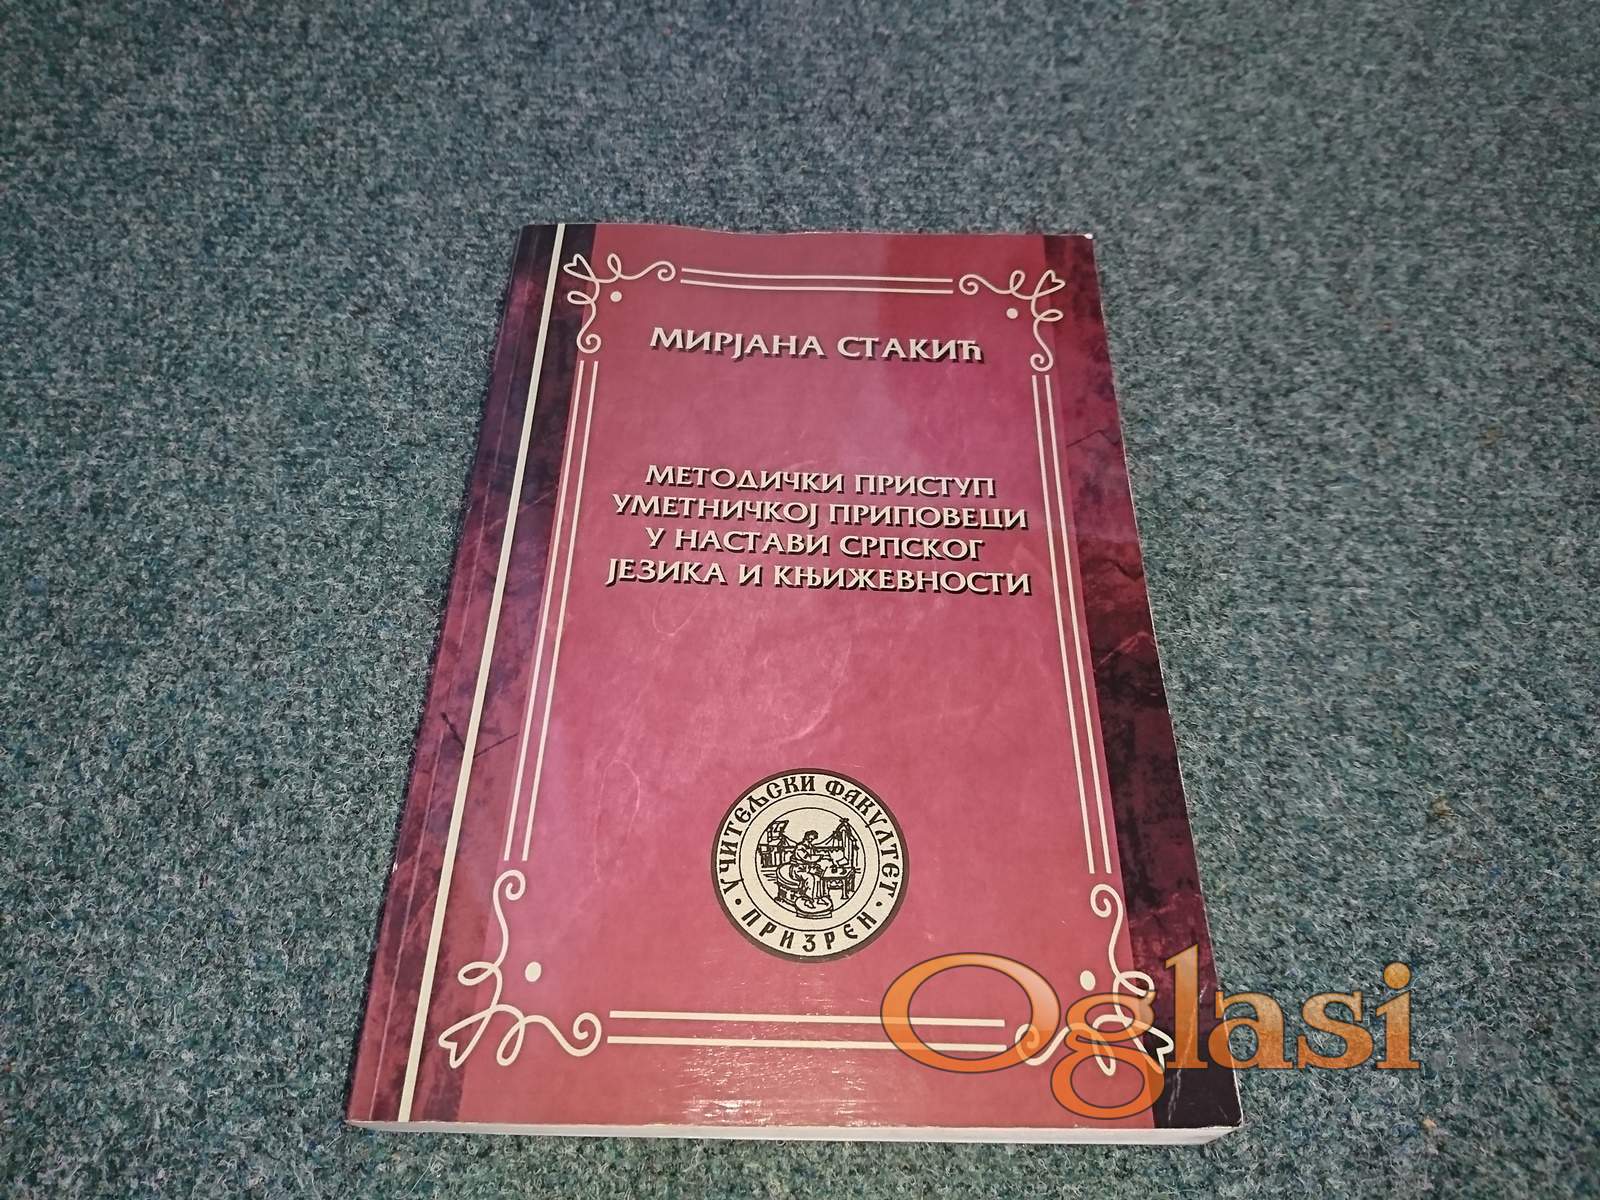 МИРЈАНА СТАКИЋ
МЕТОДИЧКИ ПРИСТУП
УМЕТНИЧКОЈ ПРИПОВЕЦИ
У НАСТАВИ СРПСКОГ
ЈЕЗИКА И КЊИЖЕВНОСТИ
УЧИТЕЉСКИ ФАКУЛТЕТ
• ПРИЗРЕН •
Oglasi